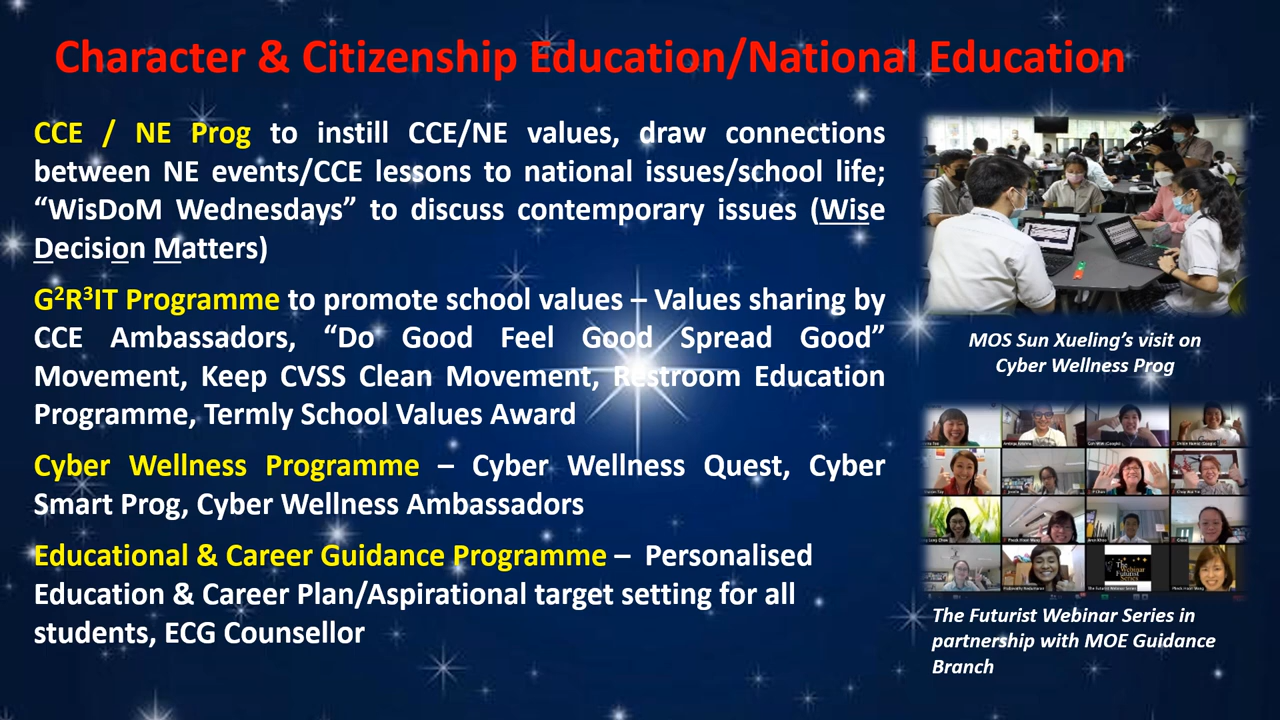 Character & Citizenship Education/National Education
CCE / NE Prog to instill CCE/NE values, draw connections
between NE events/CCE lessons to national issues/school life;
“WisDoM Wednesdays” to discuss contemporary issues (Wise
Decision Matters)
G²R³IT Programme to promote school values – Values sharing by
CCE Ambassadors, “Do Good Feel Good Spread Good”
Movement, Keep CVSS Clean Movement, Restroom Education
Programme, Termly School Values Award
Cyber Wellness Programme – Cyber Wellness Quest, Cyber
Smart Prog, Cyber Wellness Ambassadors
Educational & Career Guidance Programme – Personalised
Education & Career Plan/Aspirational target setting for all
students, ECG Counsellor
MOS Sun Xueling’s visit on
Cyber Wellness Prog
The
Webinar
Futurist
Series
The Futurist Webinar Series in
partnership with MOE Guidance
Branch